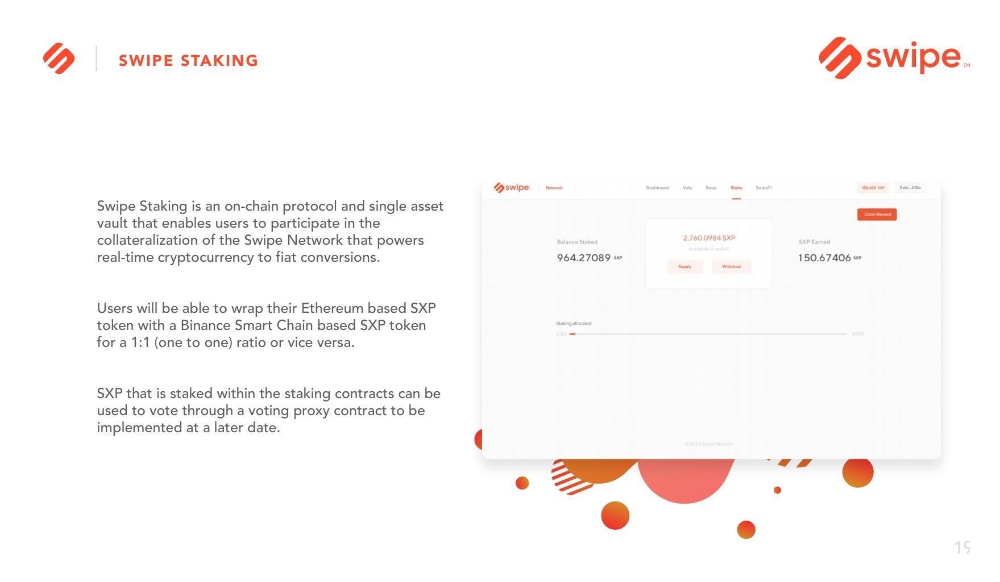 SWIPE STAKING
swipe™
Swipe Staking is an on-chain protocol and single asset
vault that enables users to participate in the
collateralization of the Swipe Network that powers
real-time cryptocurrency to fiat conversions.
Users will be able to wrap their Ethereum based SXP
token with a Binance Smart Chain based SXP token
for a 1:1 (one to one) ratio or vice versa.
SXP that is staked within the staking contracts can be
used to vote through a voting proxy contract to be
implemented at a later date.
swipe Network Dashboard Vote Swap Stake SwipeFi 150.674 SXP 0x6c...k3bc
Claim Reward
Balance Staked
964.27089 SXP
2,760.0984 SXP
available in wallet
Supply Withdraw
SXP Earned
150.67406 SXP
Staking allocated
2.8% 100%
© 2020 Swipe Network
19